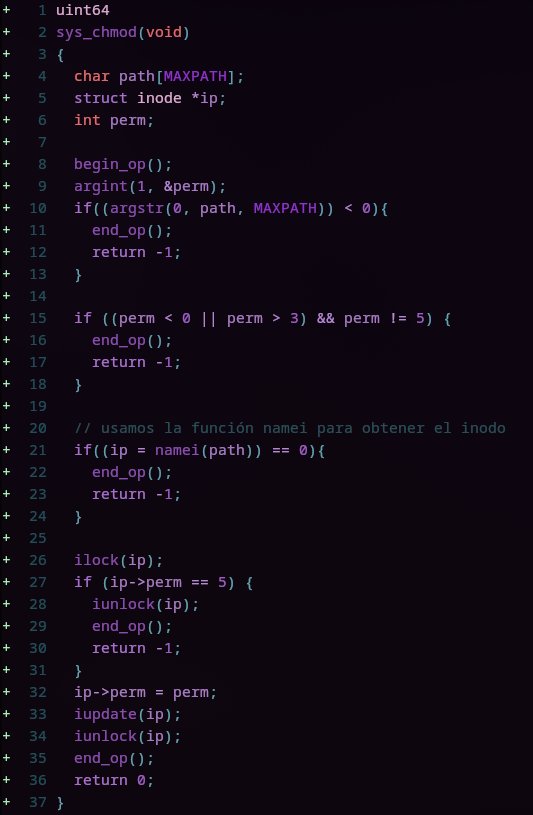 + 1 uint64
+ 2 sys_chmod(void)
+ 3 {
+ 4   char path[MAXPATH];
+ 5   struct inode *ip;
+ 6   int perm;
+ 7
+ 8   begin_op();
+ 9   argint(1, &perm);
+ 10   if((argstr(0, path, MAXPATH)) < 0){
+ 11     end_op();
+ 12     return -1;
+ 13   }
+ 14
+ 15   if ((perm < 0 || perm > 3) && perm != 5) {
+ 16     end_op();
+ 17     return -1;
+ 18   }
+ 19
+ 20   // usamos la función namei para obtener el inodo
+ 21   if((ip = namei(path)) == 0){
+ 22     end_op();
+ 23     return -1;
+ 24   }
+ 25
+ 26   ilock(ip);
+ 27   if (ip->perm == 5) {
+ 28     iunlock(ip);
+ 29     end_op();
+ 30     return -1;
+ 31   }
+ 32   ip->perm = perm;
+ 33   iupdate(ip);
+ 34   iunlock(ip);
+ 35   end_op();
+ 36   return 0;
+ 37 }